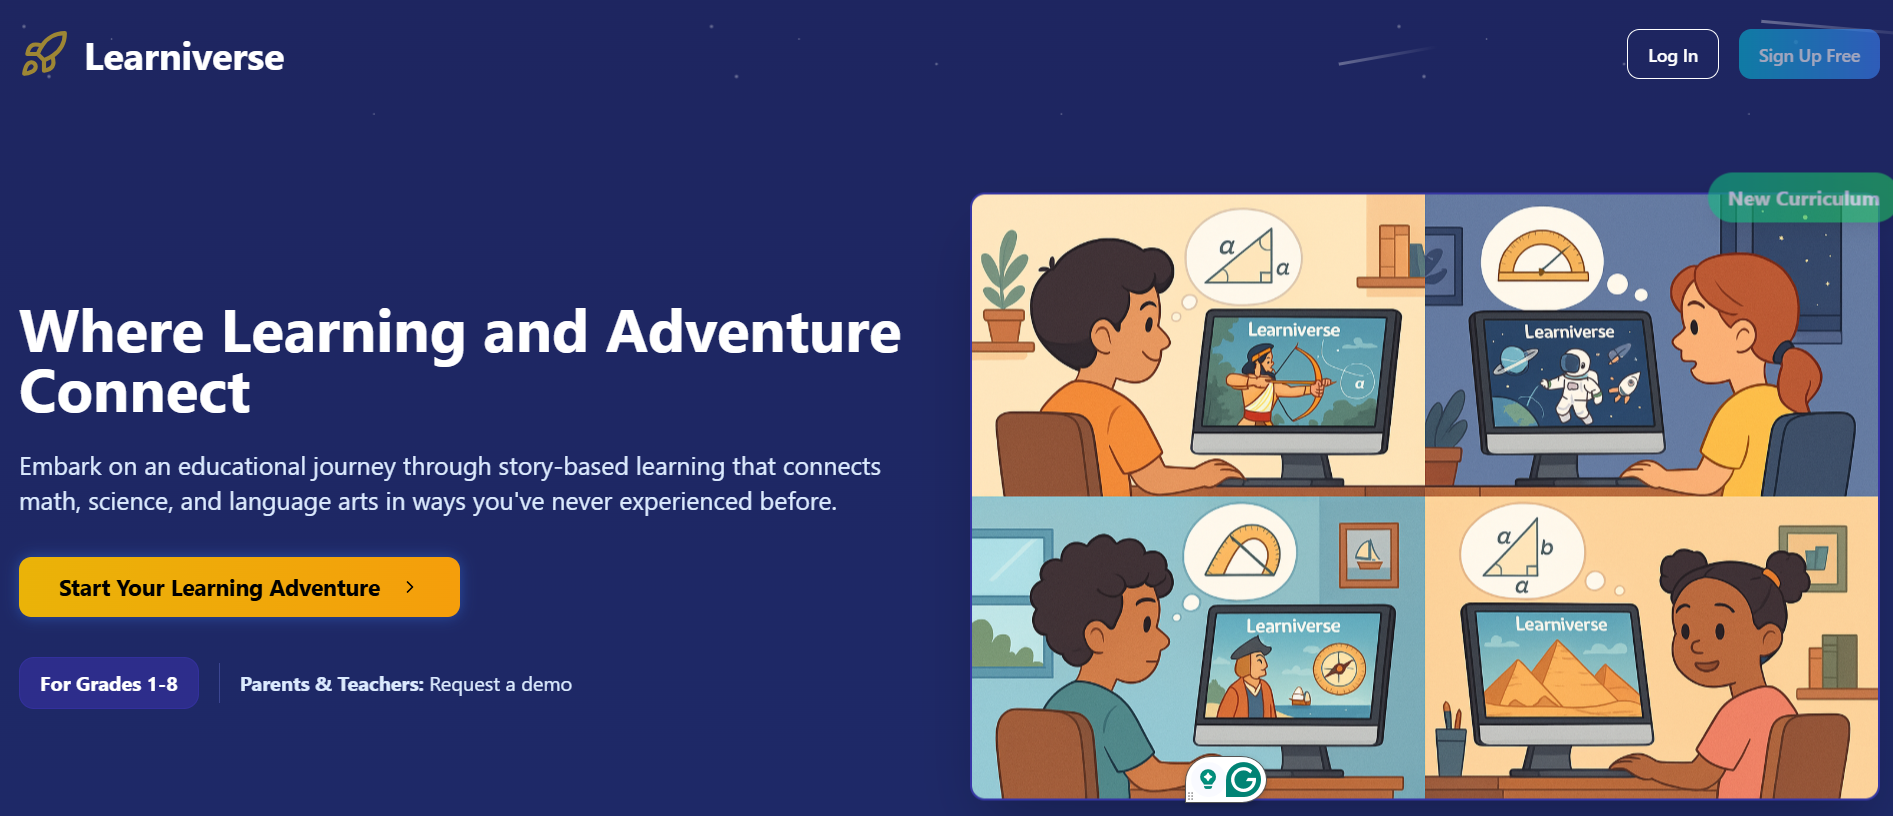 Learniverse
Log In
Sign Up Free
New Curriculum
Where Learning and Adventure
Connect
Embark on an educational journey through story-based learning that connects
math, science, and language arts in ways you've never experienced before.
Start Your Learning Adventure
For Grades 1-8
Parents & Teachers: Request a demo
a
a
Learniverse
a
Learniverse
Learniverse
a
b
a
Learniverse
G